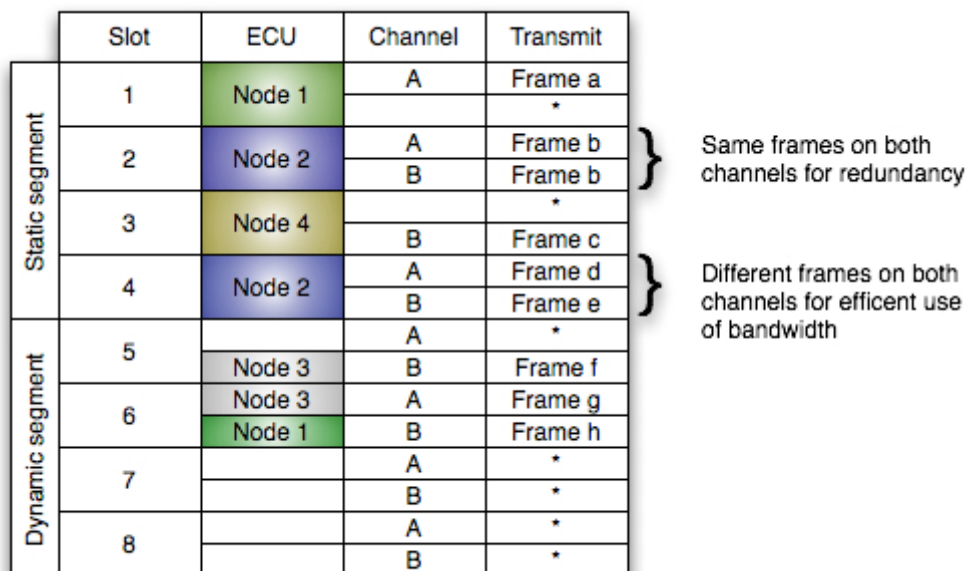 Slot ECU Channel Transmit
Static segment
1 Node 1 A Frame a
*
2 Node 2 A Frame b
B Frame b
Same frames on both
channels for redundancy
3 Node 4 *
B Frame c
4 Node 2 A Frame d
B Frame e
Different frames on both
channels for efficent use
of bandwidth
Dynamic segment
5 A *
Node 3 B Frame f
6 Node 3 A Frame g
Node 1 B Frame h
7 A *
B *
8 A *
B *